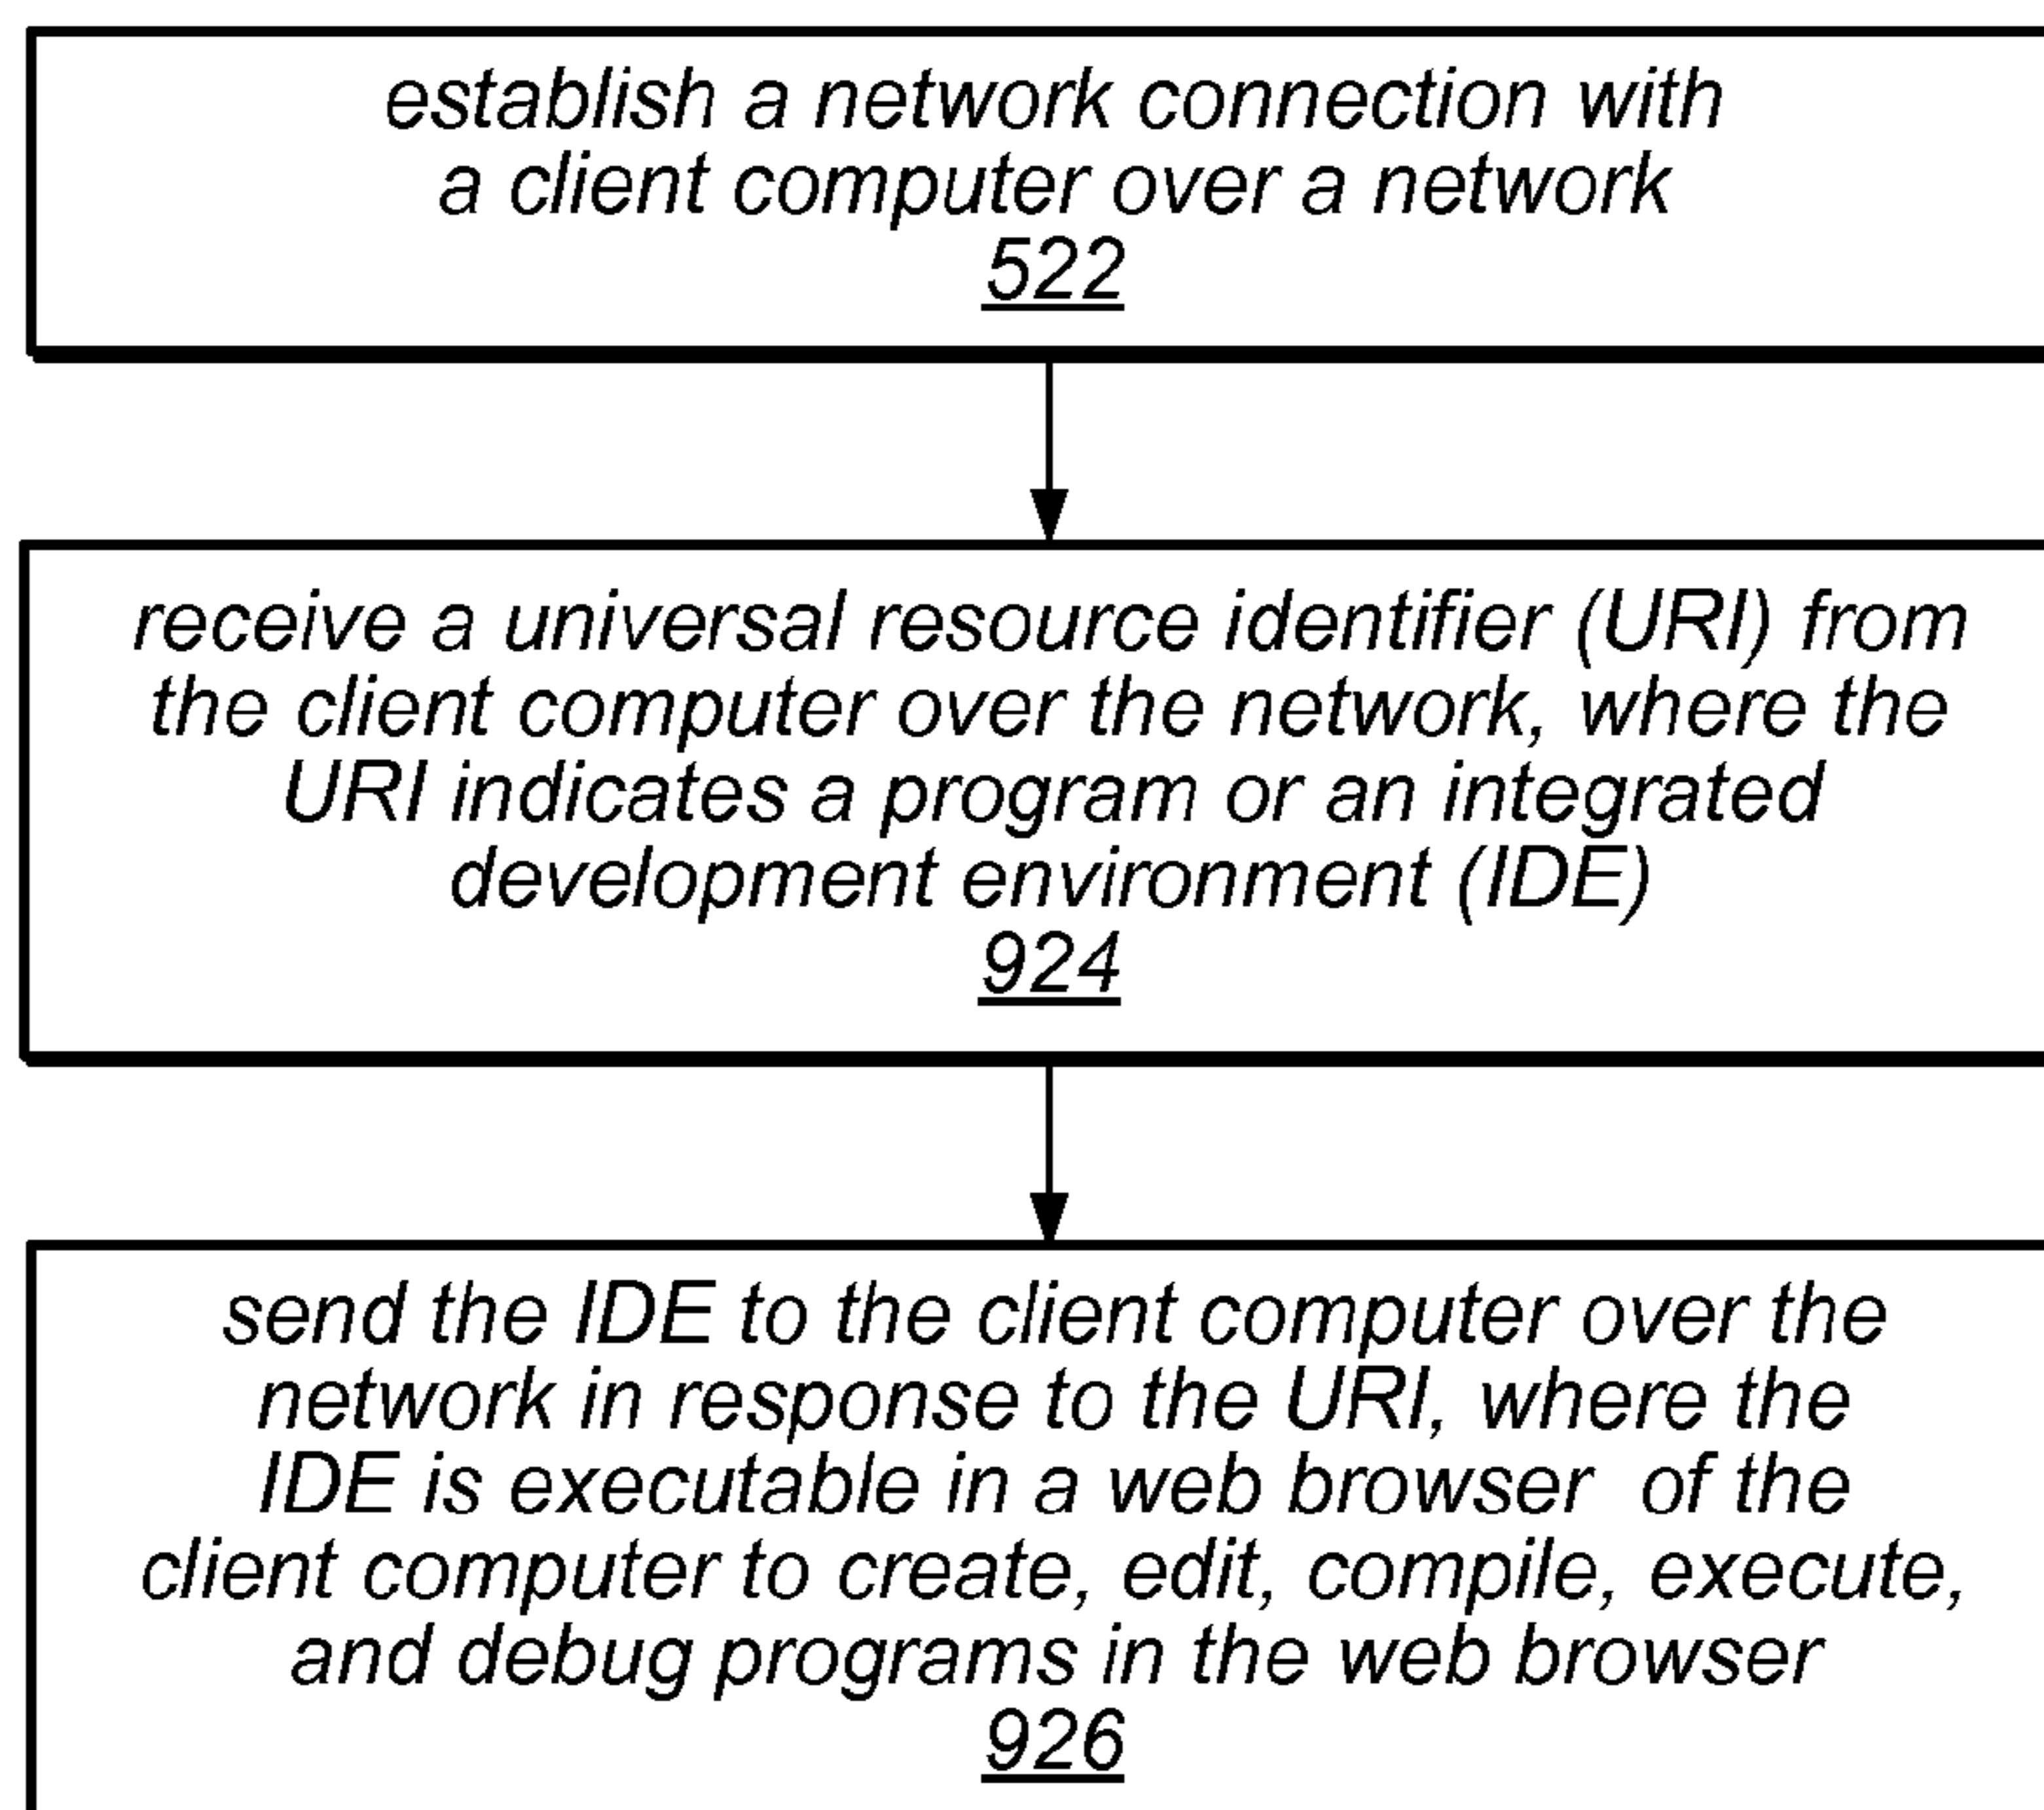 establish a network connection with
a client computer over a network
522
receive a universal resource identifier (URI) from
the client computer over the network, where the
URI indicates a program or an integrated
development environment (IDE)
924
send the IDE to the client computer over the
network in response to the URI, where the
IDE is executable in a web browser of the
client computer to create, edit, compile, execute,
and debug programs in the web browser
926